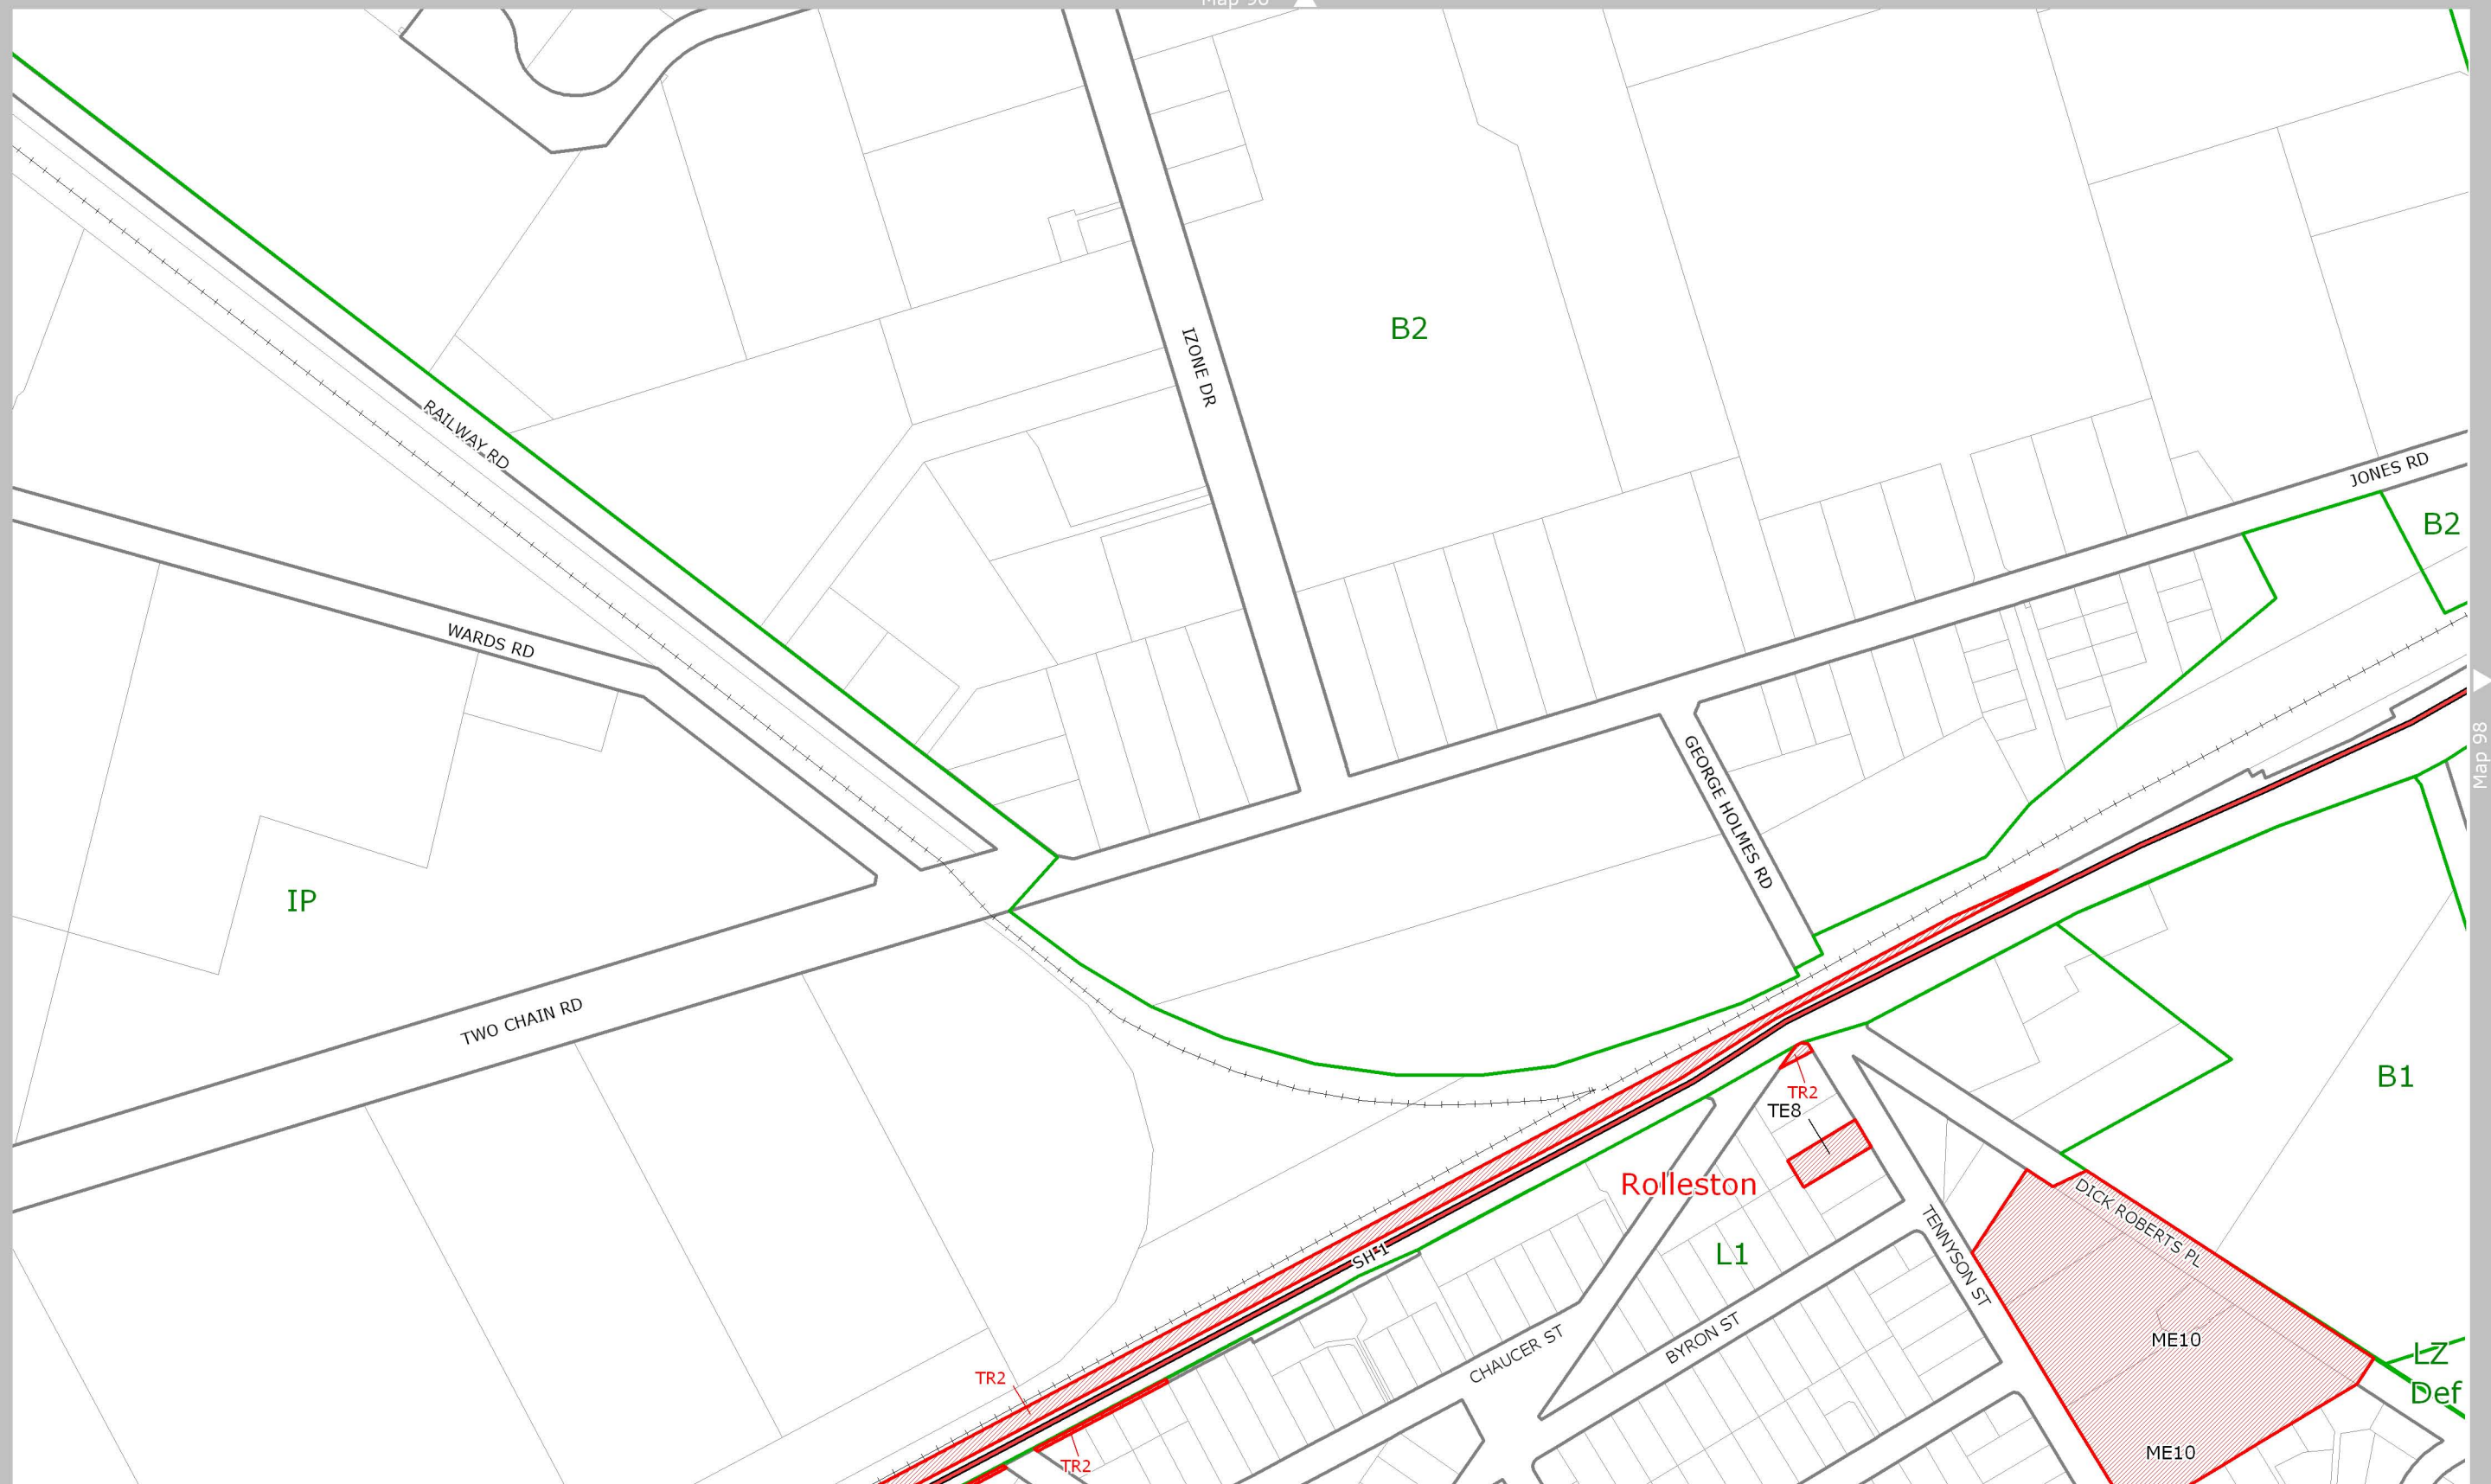 B2
IZONE DR
RAILWAY RD
JONES RD
B2
WARDS RD
Map 98
GEORGE HOLMES RD
IP
TWO CHAIN RD
B1
TR2
TE8
Rolleston
DICK ROBERTS PL
TENNYSON ST
L1
SH 1
BYRON ST
CHAUCER ST
ME10
LZ
TR2
Def
ME10
TR2